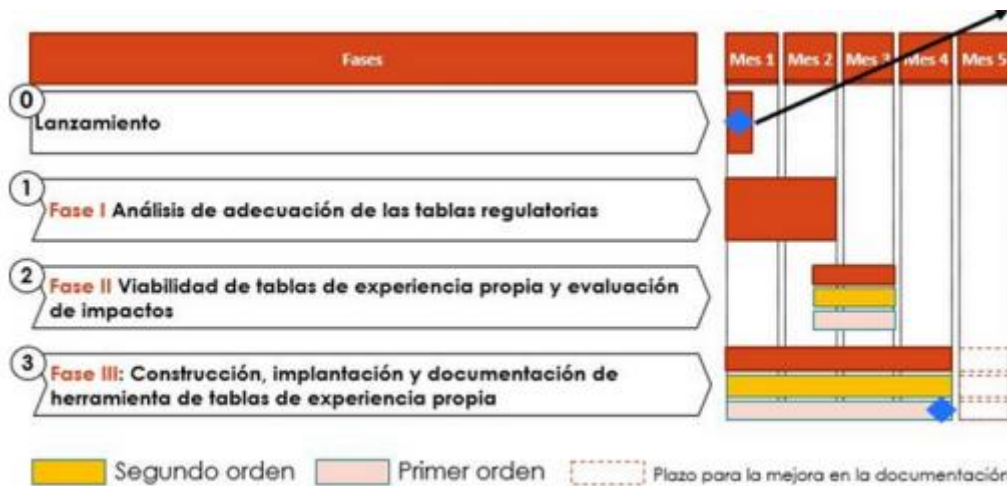 Fases
Mes 1 Mes 2 Mes 3 Mes 4 Mes 5
0
Lanzamiento
1
Fase I Análisis de adecuación de las tablas regulatorias
2
Fase II Viabilidad de tablas de experiencia propia y evaluación
de impactos
3
Fase III: Construcción, implantación y documentación de
herramienta de tablas de experiencia propia
Segundo orden Primer orden Plazo para la mejora en la documentación